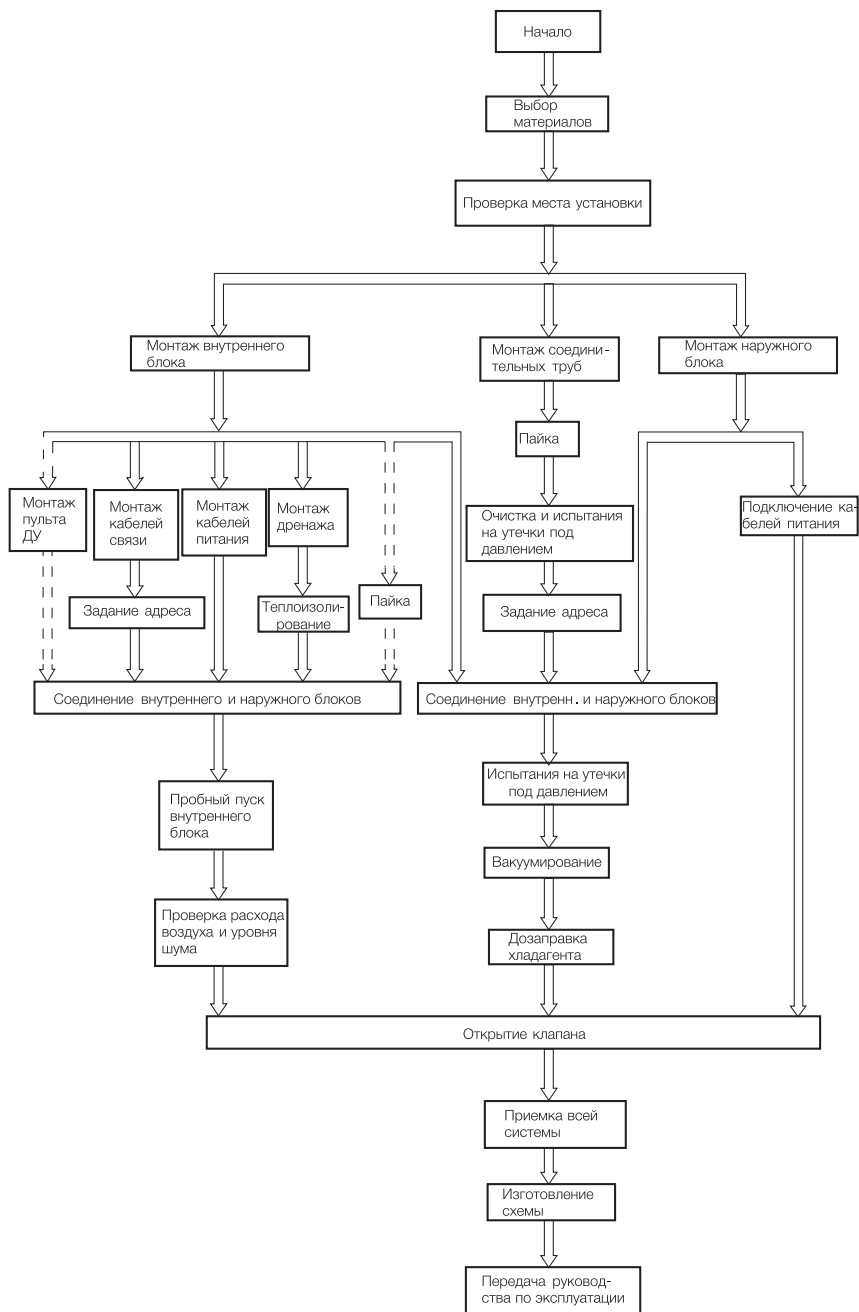 Начало
Выбор
материалов
Проверка места установки
Монтаж внутреннего
блока
Монтаж соедини-
тельных труб
Монтаж наружного
блока
Пайка
Монтаж
пульта
ДУ
Монтаж
кабелей
связи
Монтаж
кабелей
питания
Монтаж
дренажа
Очистка и испытания
на утечки под
давлением
Подключение ка-
белей питания
Задание адреса
Теплоизоли-
рование
Пайка
Задание адреса
Соединение внутреннего и наружного блоков
Соединение внутренн. и наружного блоков
Пробный пуск
внутреннего
блока
Испытания на утечки
под давлением
Вакуумирование
Проверка расхода
воздуха и уровня
шума
Дозаправка
хладагента
Открытие клапана
Приемка всей
системы
Изготовление
схемы
Передача руковод-
ства по эксплуатации